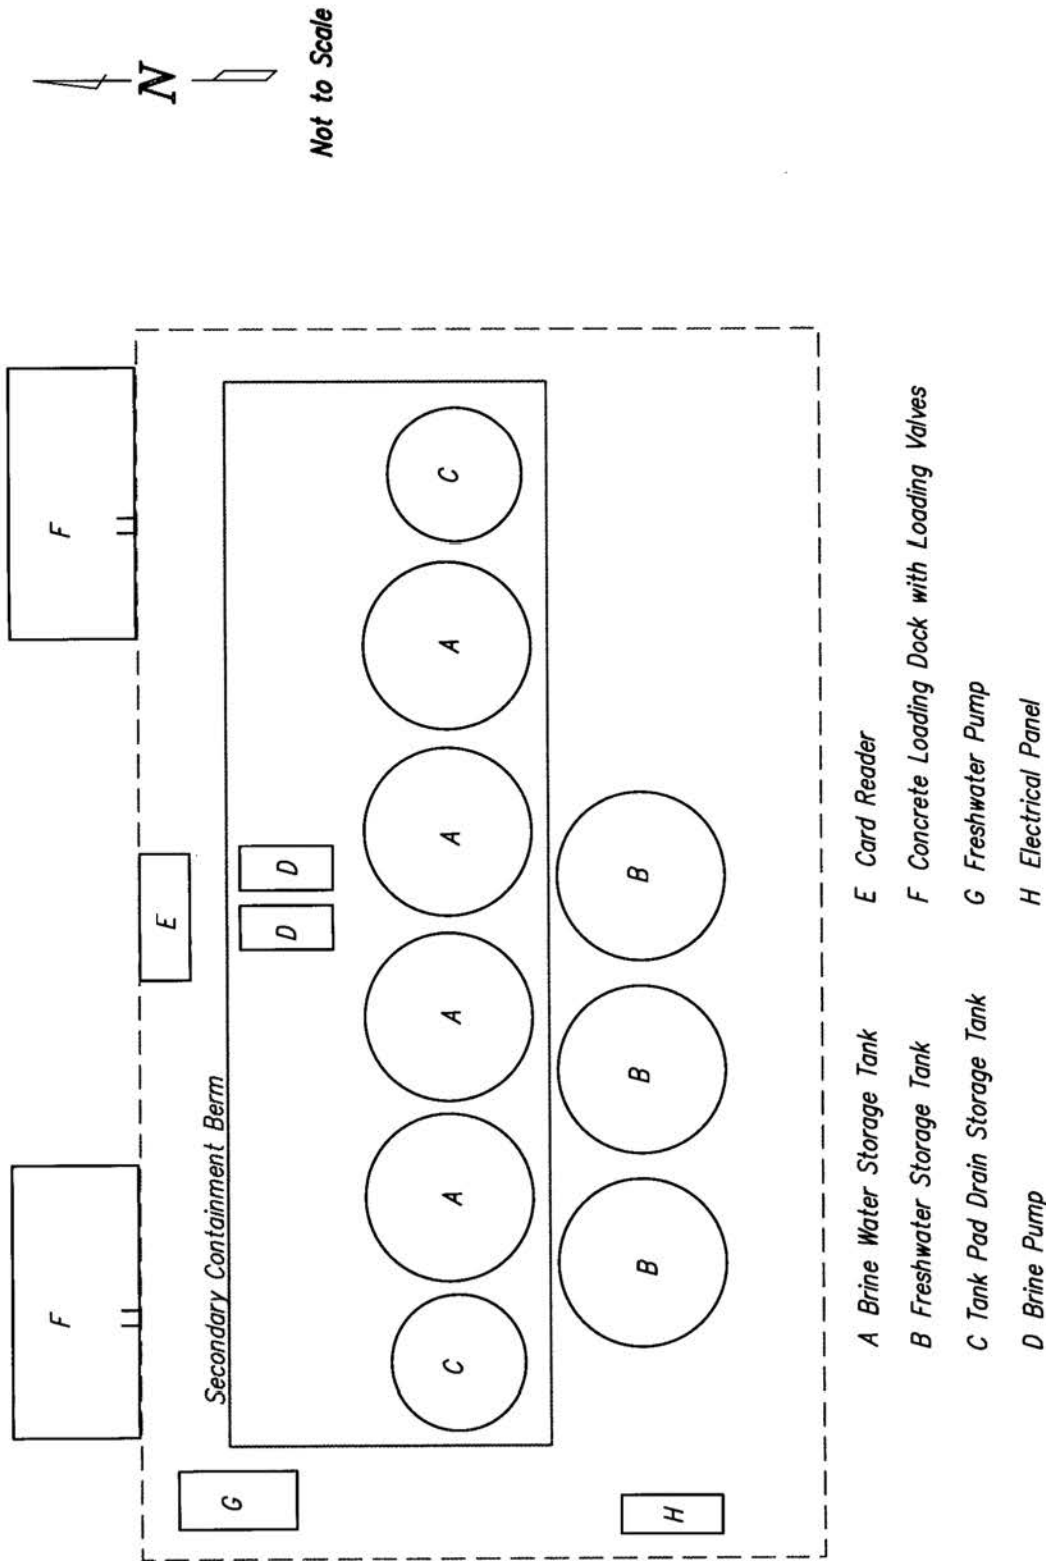 N
Not to Scale
F
F
E
Secondary Containment Berm
G
D
D
C
A
A
A
A
C
H
B
B
B
A Brine Water Storage Tank
B Freshwater Storage Tank
C Tank Pad Drain Storage Tank
D Brine Pump
E Card Reader
F Concrete Loading Dock with Loading Valves
G Freshwater Pump
H Electrical Panel